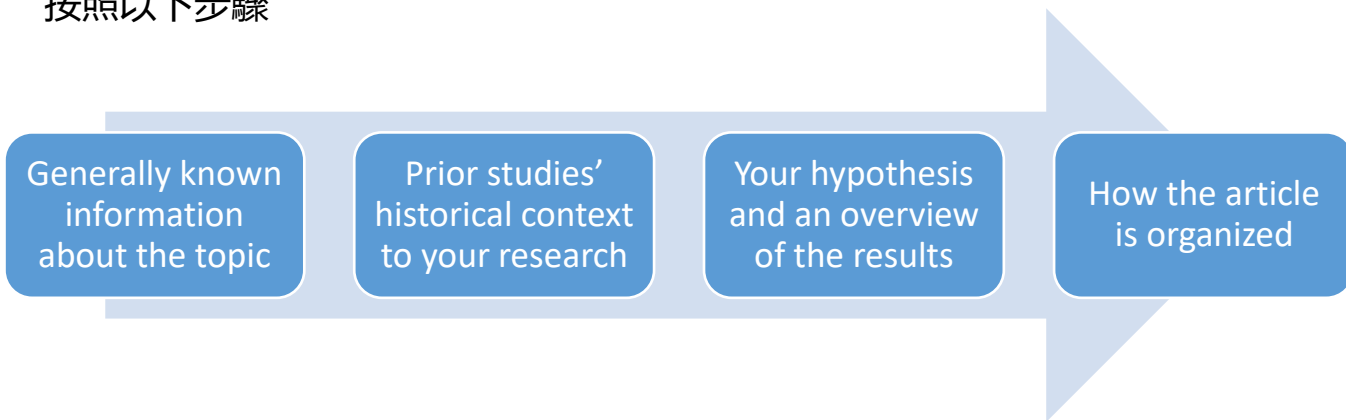 按照以下步驟
Generally known
information
about the topic
Prior studies’
historical context
to your research
Your hypothesis
and an overview
of the results
How the article
is organized